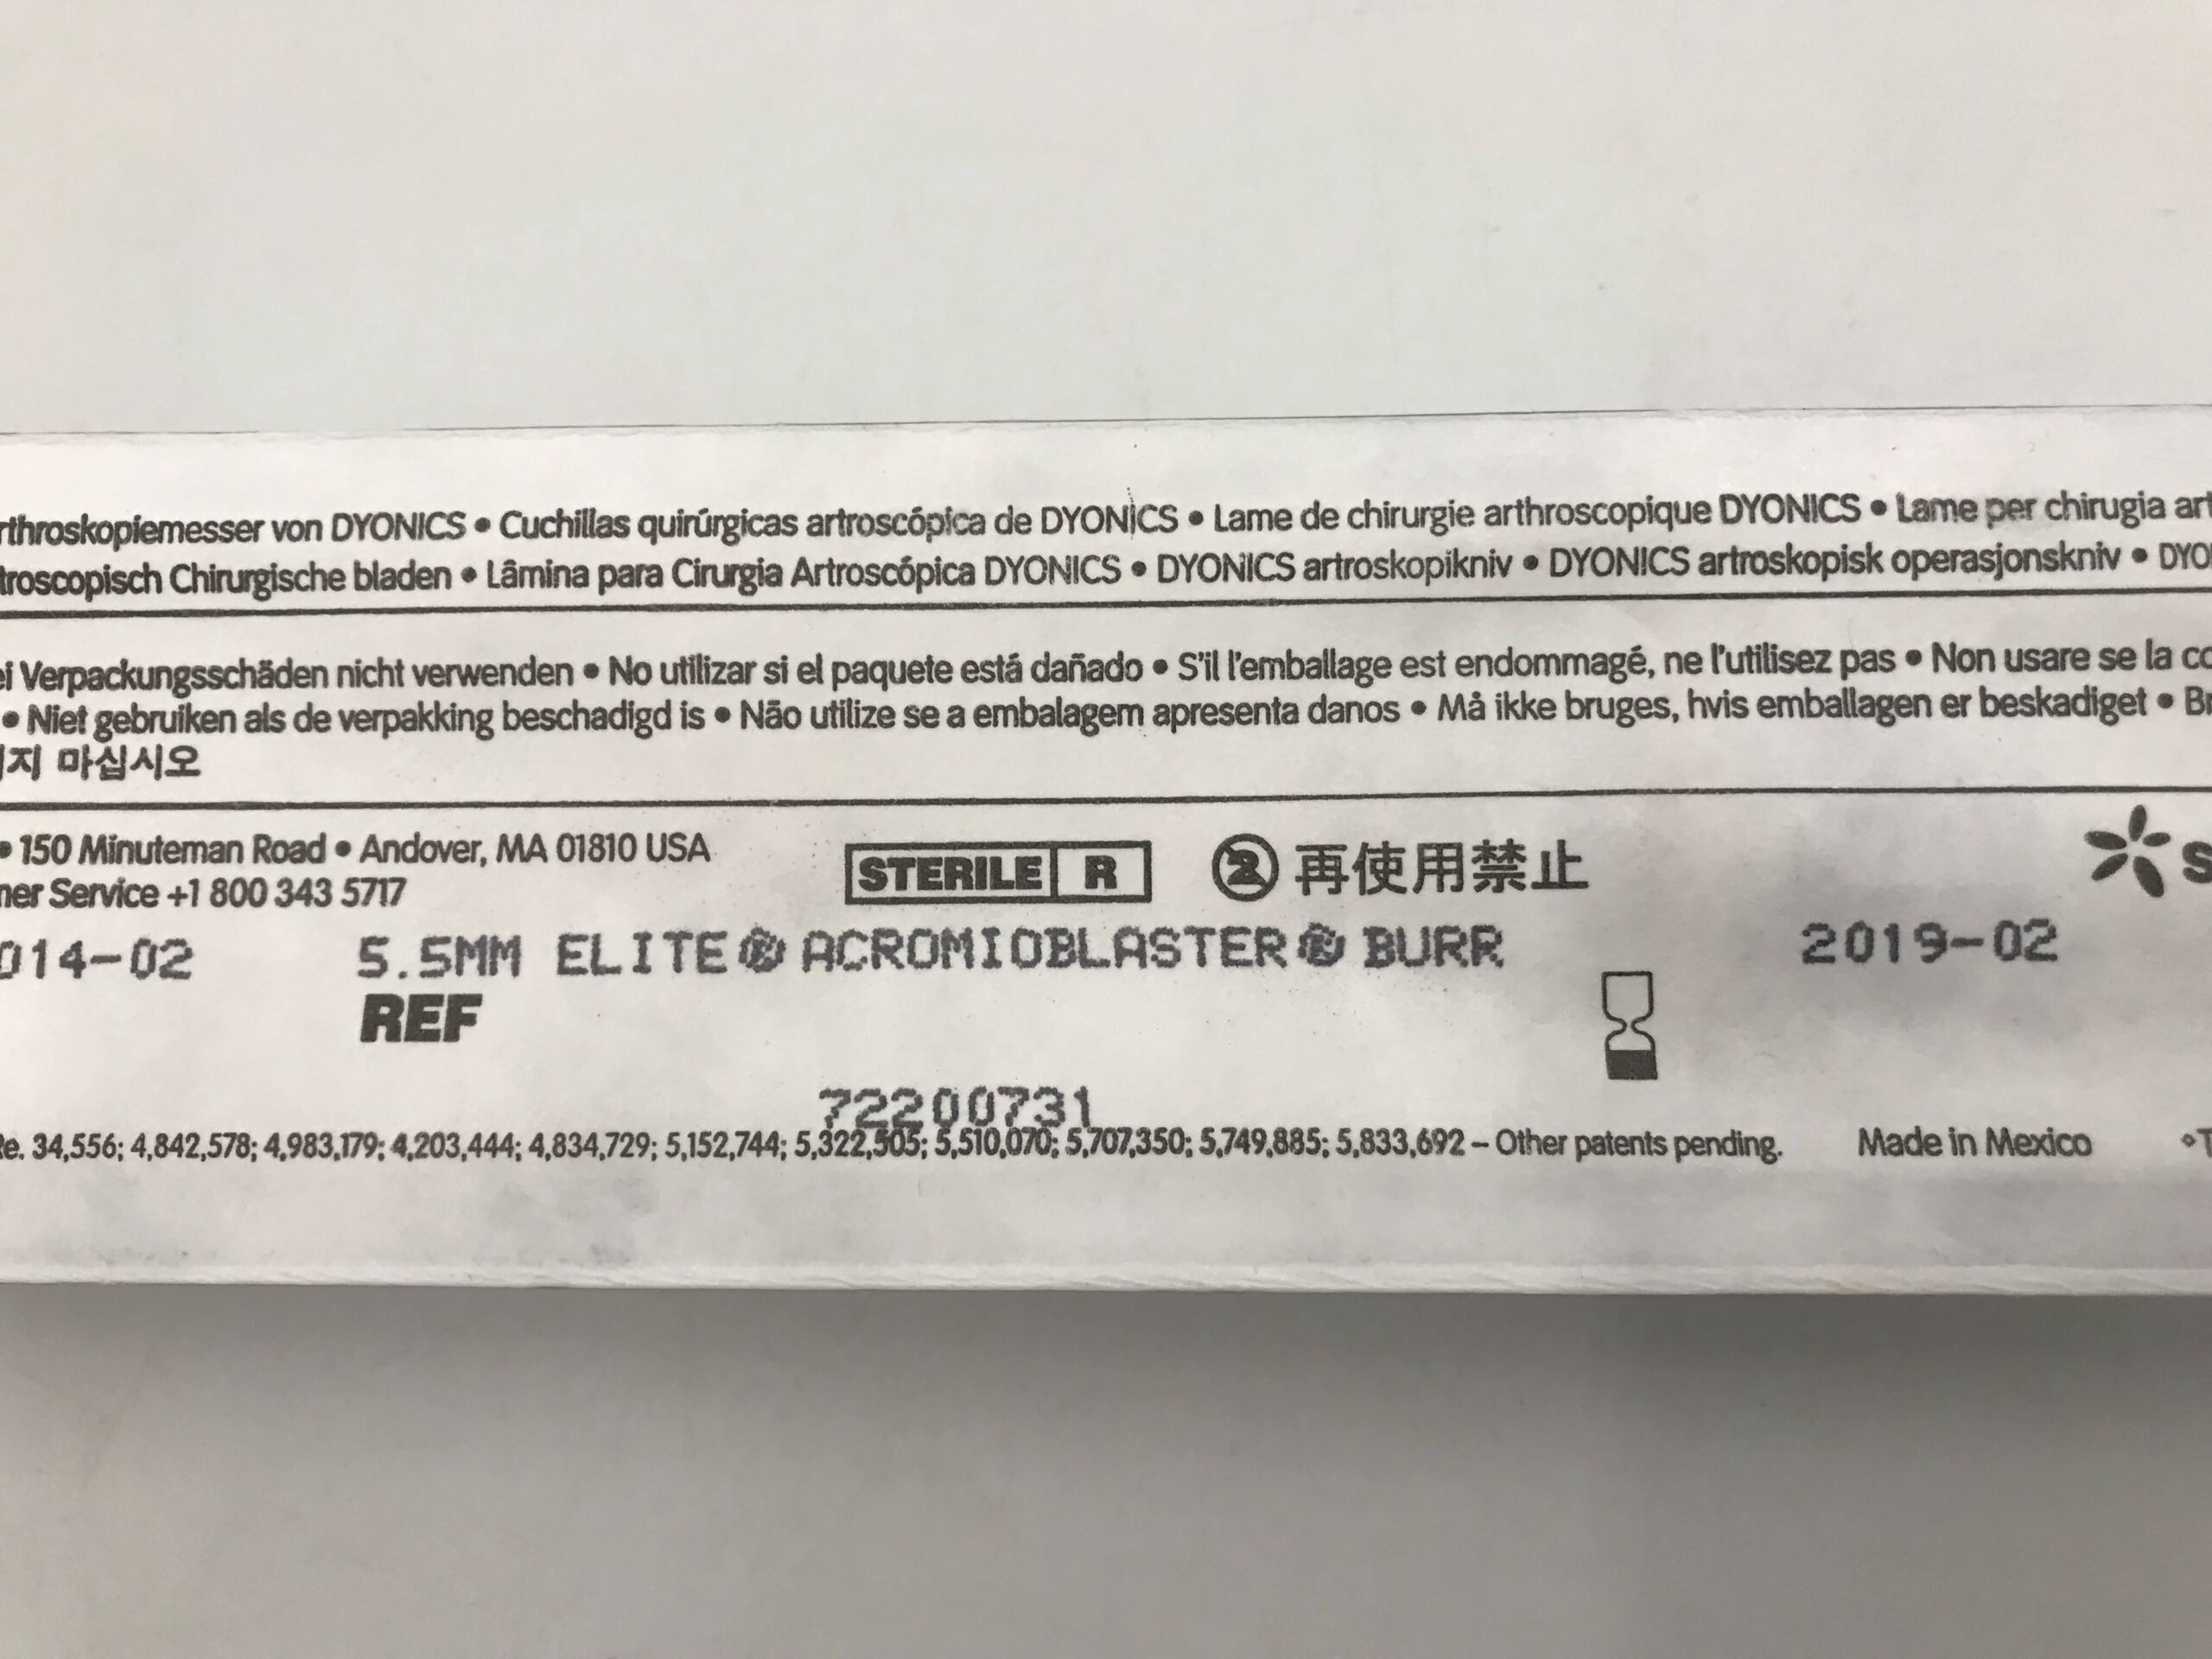 rthroskopiemesser von DYONICS • Cuchillas quirúrgicas artroscópica de DYONICS • Lame de chirurgie arthroscopique DYONICS • Lame per chirugia art
troscopisch Chirurgische bladen • Lâmina para Cirurgia Artroscópica DYONICS • DYONICS artroskopikniv • DYONICS artroskopisk operasjonskniv • DYO
ei Verpackungsschäden nicht verwenden • No utilizar si el paquete está dañado • S'il l'emballage est endommagé, ne l'utilisez pas • Non usare se la co
• Niet gebruiken als de verpakking beschadigd is • Não utilize se a embalagem apresenta danos • Må ikke bruges, hvis emballagen er beskadiget • Br
지 마십시오
• 150 Minuteman Road • Andover, MA 01810 USA
ner Service +1 800 343 5717
STERILE R
2 再使用禁止
S
014-02 5.5MM ELITE® ACROMIOBLASTER® BURR 2019-02
REF
72200731
Re. 34,556; 4,842,578; 4,983,179; 4,203,444; 4,834,729; 5,152,744; 5,322,505; 5,510,070; 5,707,350; 5,749,885; 5,833,692 – Other patents pending. Made in Mexico ◇T